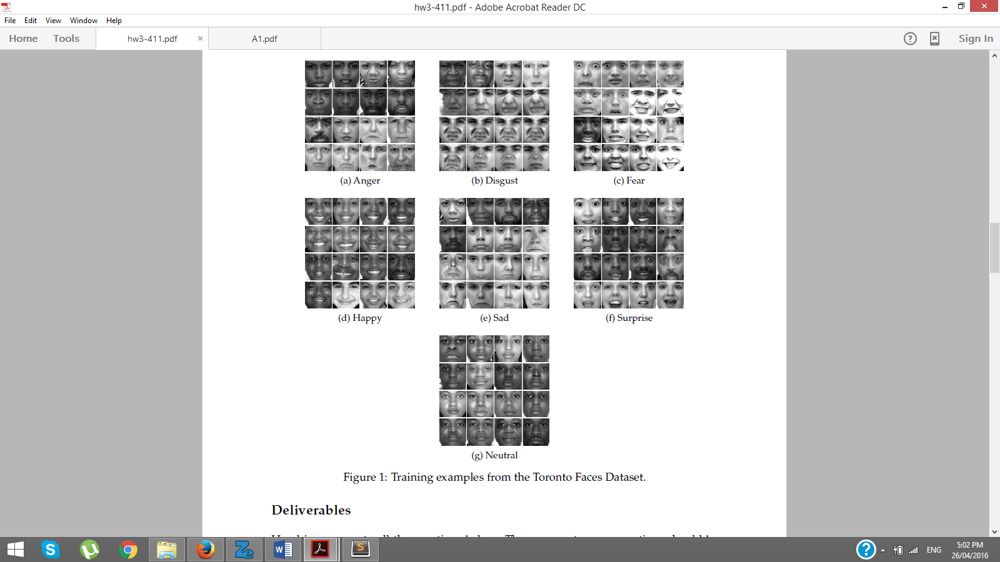 hw3-411.pdf - Adobe Acrobat Reader DC
File Edit View Window Help
Home Tools hw3-411.pdf × A1.pdf ? Sign In
(a) Anger (b) Disgust (c) Fear
(d) Happy (e) Sad (f) Surprise
(g) Neutral
Figure 1: Training examples from the Toronto Faces Dataset.
Deliverables
5:02 PM
ENG
26/04/2016